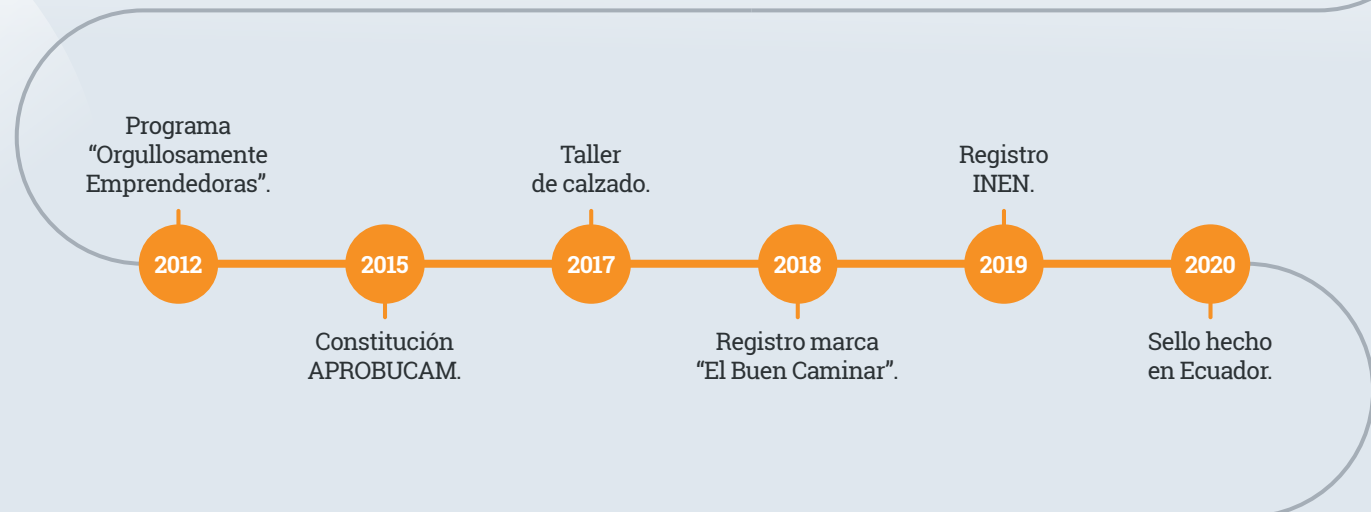 Programa
“Orgullosamente
Emprendedoras”.
2012
2015
Constitución
APROBUCAM.
Taller
de calzado.
2017
2018
Registro marca
“El Buen Caminar”.
Registro
INEN.
2019
2020
Sello hecho
en Ecuador.